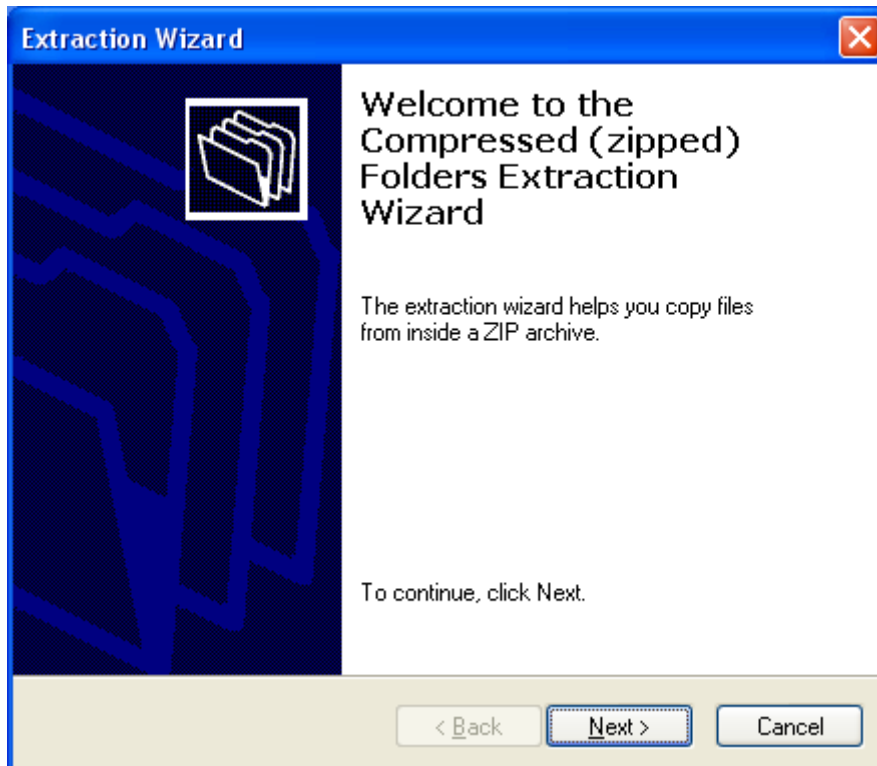 Extraction Wizard
Welcome to the
Compressed (zipped)
Folders Extraction
Wizard
The extraction wizard helps you copy files
from inside a ZIP archive.
To continue, click Next.
< Back Next > Cancel